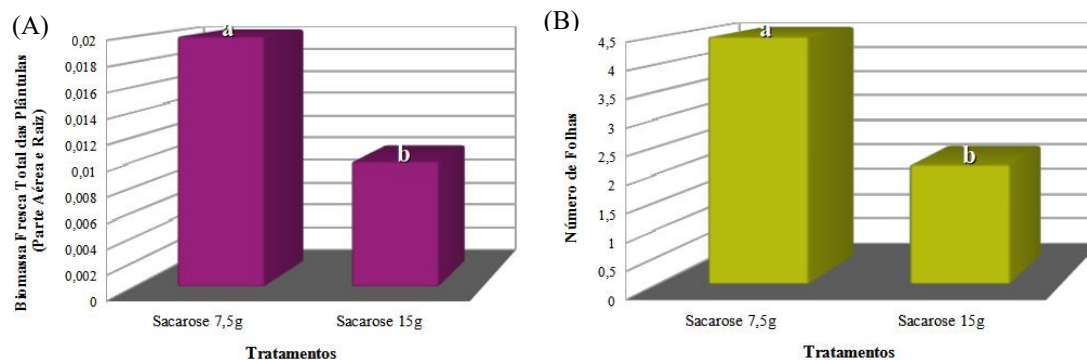 (A)
Biomassa Fresca Total das Plântulas
(Parte Aérea e Raiz)
0,02
0,018
0,016
0,014
0,012
0,01
0,008
0,006
0,004
0,002
0
a
b
Sacarose 7,5g
Sacarose 15g
Tratamentos
(B)
Número de Folhas
4,5
4
3,5
3
2,5
2
1,5
1
0,5
0
a
b
Sacarose 7,5g
Sacarose 15g
Tratamentos